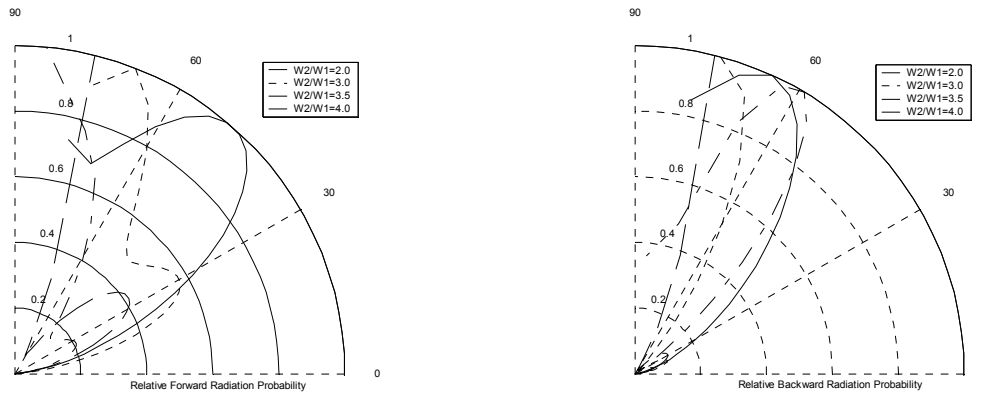 90
1
60
W2/W1=2.0
W2/W1=3.0
W2/W1=3.5
W2/W1=4.0
0.8
0.6
30
0.4
0.2
0
Relative Forward Radiation Probability
90
1
60
W2/W1=2.0
W2/W1=3.0
W2/W1=3.5
W2/W1=4.0
0.8
0.6
30
0.4
0.2
0
Relative Backward Radiation Probability